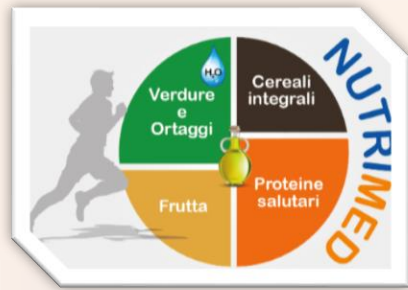 H₂O
Verdure
e
Ortaggi
Cereali
integrali
Frutta
Proteine
salutari
NUTRIMED